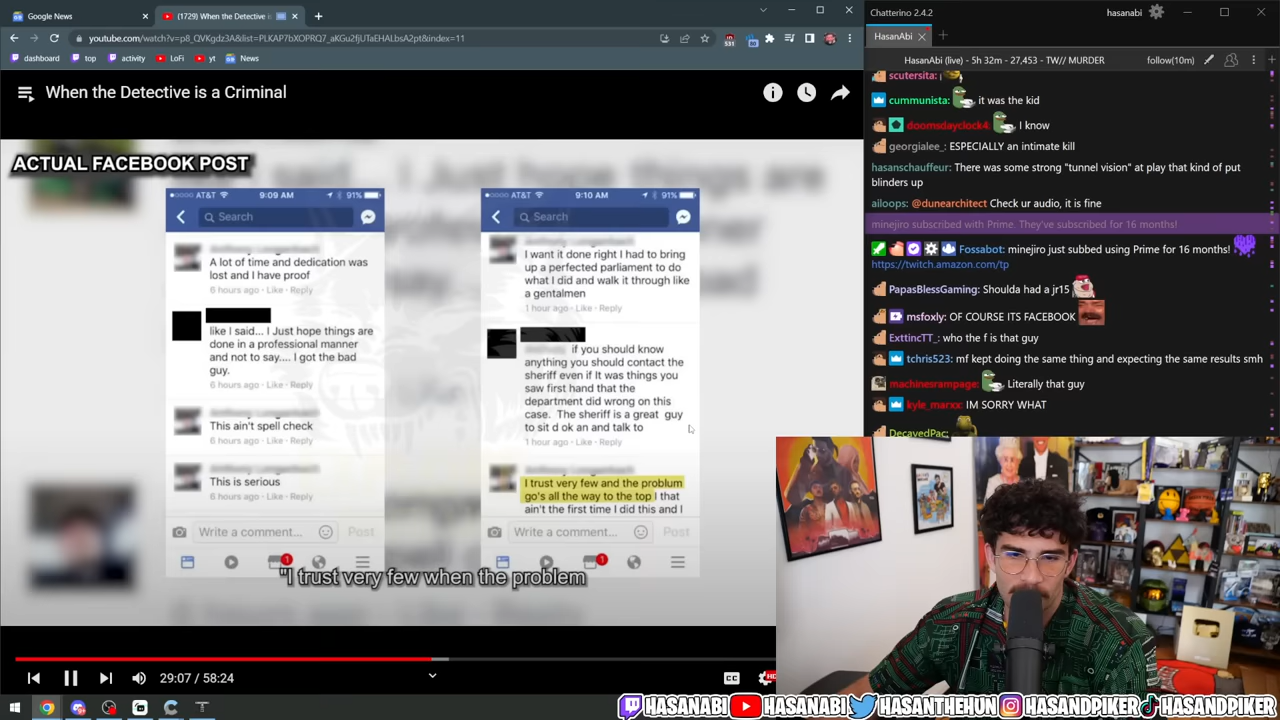 Google News
(1729) When the Detective is
youtube.com/watch?v=p8_QVKgdz3A&list=PLKAP7bXOPRQ7_aKGu2fjUTaEHALbsA2pt&index=11
dashboard
top
activity
LoFi
yt
News
When the Detective is a Criminal
ACTUAL FACEBOOK POST
AT&T
9:09 AM
91%
Search
A lot of time and dedication was
lost and I have proof
6 hours ago · Like · Reply
like I said... I Just hope things are
done in a professional manner
and not to say.... I got the bad
guy.
6 hours ago · Like · Reply
This ain't spell check
6 hours ago · Like · Reply
This is serious
6 hours ago · Like · Reply
Write a comment...
Post
1
AT&T
9:10 AM
91%
Search
I want it done right I had to bring
up a perfected parliament to do
what I did and walk it through like
a gentalmen
1 hour ago · Like · Reply
if you should know
anything you should contact the
sheriff even if It was things you
saw first hand that the
department did wrong on this
case. The sheriff is a great guy
to sit d ok an and talk to
1 hour ago · Like · Reply
I trust very few and the problum
go's all the way to the top I that
ain't the first time I did this and I
Write a comment...
Post
1
"I trust very few when the problem
29:07 / 58:24
CC
HD
Chatterino 2.4.2
hasanabi
HasanAbi
HasanAbi (live) - 5h 32m - 27,453 - TW// MURDER
follow(10m)
scutersita:
cummunista: it was the kid
doomsdayclock4: I know
georgialee_: ESPECIALLY an intimate kill
hasanschauffeur: There was some strong "tunnel vision" at play that kind of put
blinders up
ailoops: @dunearchitect Check ur audio, it is fine
minejiro subscribed with Prime. They've subscribed for 16 months!
Fossabot: minejiro just subbed using Prime for 16 months!
https://twitch.amazon.com/tp
PapasBlessGaming: Shoulda had a jr15
msfoxly: OF COURSE ITS FACEBOOK
ExttincTT_: who the f is that guy
tchris523: mf kept doing the same thing and expecting the same results smh
machinesrampage: Literally that guy
kyle_marxx: IM SORRY WHAT
DecavedPac:
HASANABI
HASANABI
HASANTHEHUN
HASANDPIKER
HASANDPIKER